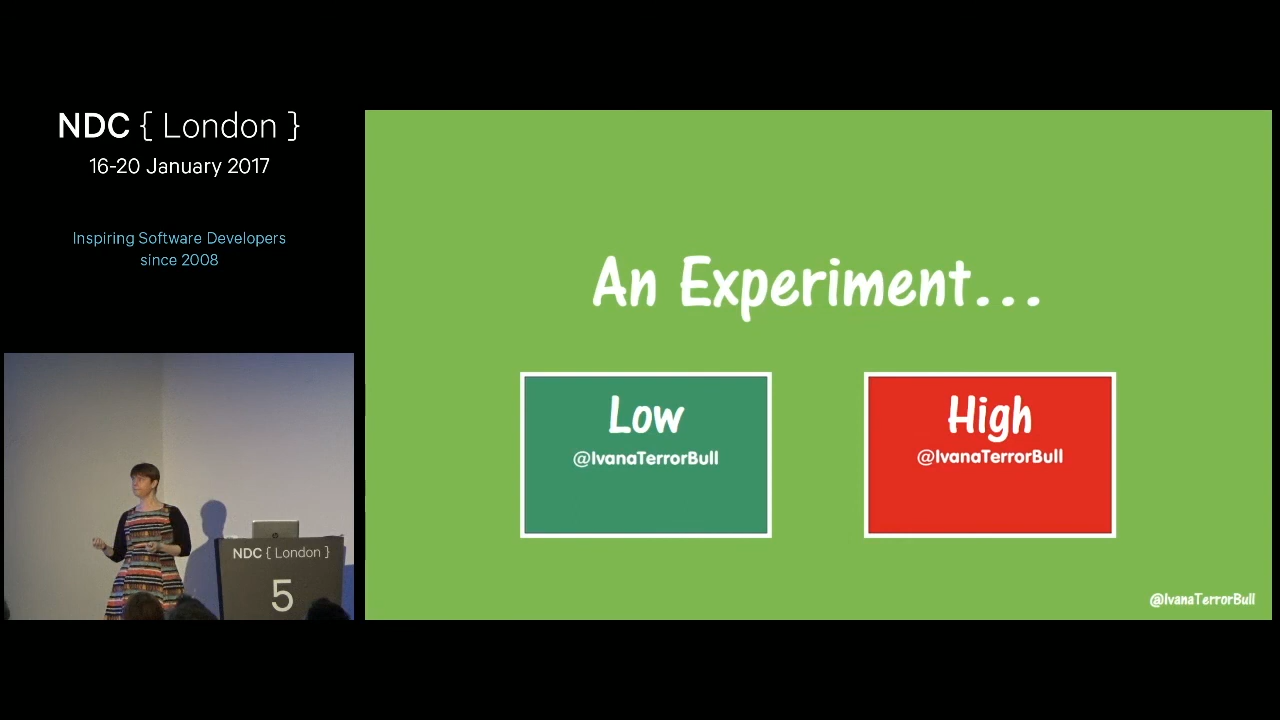 NDC { London }
16-20 January 2017
Inspiring Software Developers
since 2008
NDC { London }
5
An Experiment...
Low
@IvanaTerrorBull
High
@IvanaTerrorBull
@IvanaTerrorBull